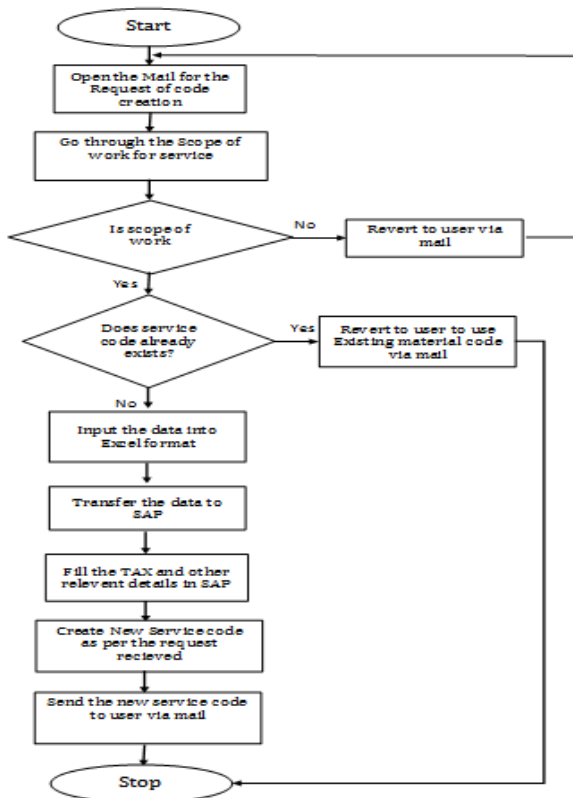 Start
Open the Mail for the
Request of code
creation
Go through the Scope of
work for service
Is scope of
work
No
Revert to user via
mail
Yes
Does service
code already
exists?
Yes
Revert to user to use
Existing material code
via mail
No
Input the data into
Excel format
Transfer the data to
SAP
Fill the TAX and other
relevent details in SAP
Create New Service code
as per the request
recieved
Send the new service code
to user via mail
Stop